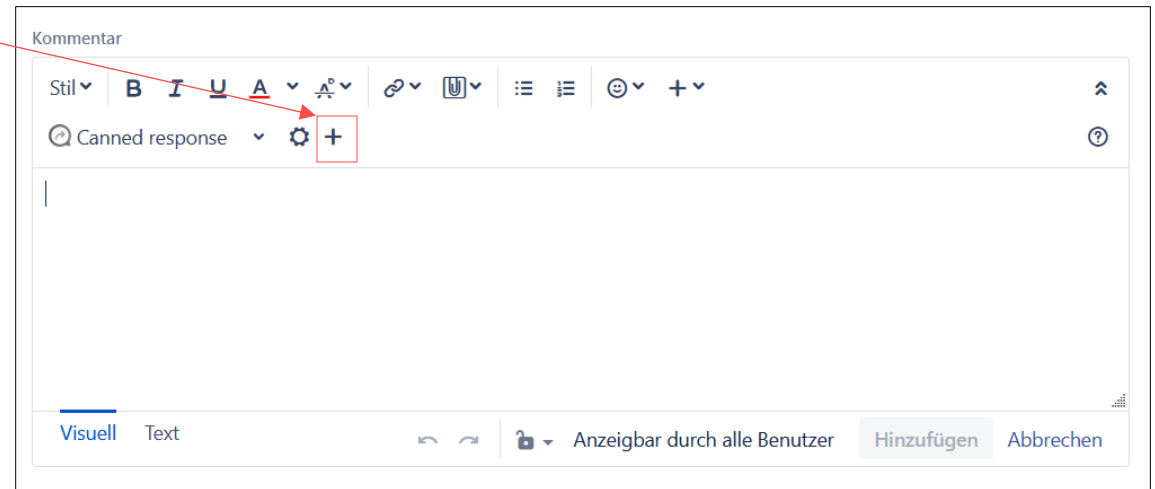 Kommentar
Stil B I U A
Canned response
Visuell Text Anzeigbar durch alle Benutzer Hinzufügen Abbrechen